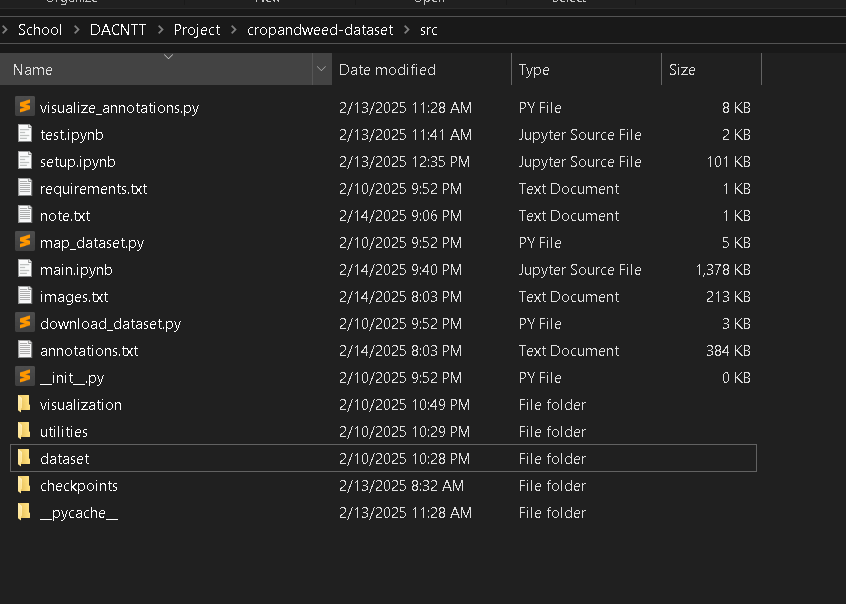 Organize New Open Select
School DACNTT Project cropandweed-dataset src
Name Date modified Type Size
visualize_annotations.py 2/13/2025 11:28 AM PY File 8 KB
test.ipynb 2/13/2025 11:41 AM Jupyter Source File 2 KB
setup.ipynb 2/13/2025 12:35 PM Jupyter Source File 101 KB
requirements.txt 2/10/2025 9:52 PM Text Document 1 KB
note.txt 2/14/2025 9:06 PM Text Document 1 KB
map_dataset.py 2/10/2025 9:52 PM PY File 5 KB
main.ipynb 2/14/2025 9:40 PM Jupyter Source File 1,378 KB
images.txt 2/14/2025 8:03 PM Text Document 213 KB
download_dataset.py 2/10/2025 9:52 PM PY File 3 KB
annotations.txt 2/14/2025 8:03 PM Text Document 384 KB
__init__.py 2/10/2025 9:52 PM PY File 0 KB
visualization 2/10/2025 10:49 PM File folder
utilities 2/10/2025 10:29 PM File folder
dataset 2/10/2025 10:28 PM File folder
checkpoints 2/13/2025 8:32 AM File folder
__pycache__ 2/13/2025 11:28 AM File folder